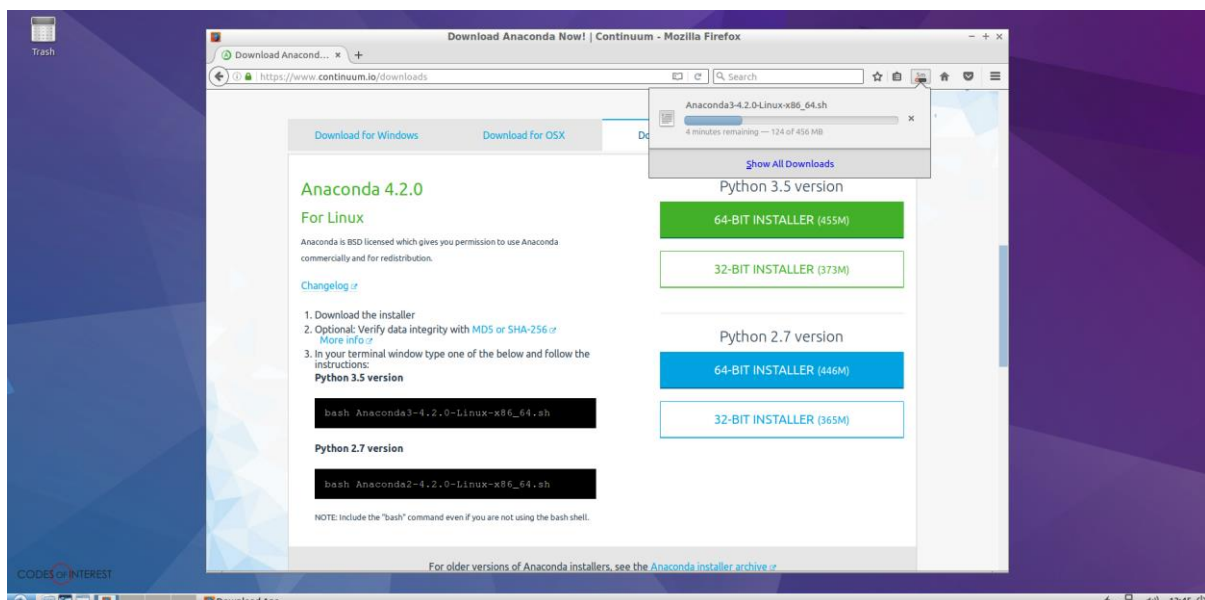 Trash
Download Anaconda Now! | Continuum - Mozilla Firefox
Download Anacond...
https://www.continuum.io/downloads
Search
Anaconda3-4.2.0-Linux-x86_64.sh
4 minutes remaining — 124 of 456 MB
Show All Downloads
Download for Windows
Download for OSX
Do
Anaconda 4.2.0
For Linux
Anaconda is BSD licensed which gives you permission to use Anaconda
commercially and for redistribution.
Changelog
1. Download the installer
2. Optional: Verify data integrity with MD5 or SHA-256
More info
3. In your terminal window type one of the below and follow the
instructions:
Python 3.5 version
bash Anaconda3-4.2.0-Linux-x86_64.sh
Python 2.7 version
bash Anaconda2-4.2.0-Linux-x86_64.sh
NOTE: Include the "bash" command even if you are not using the bash shell.
Python 3.5 version
64-BIT INSTALLER (455M)
32-BIT INSTALLER (373M)
Python 2.7 version
64-BIT INSTALLER (446M)
32-BIT INSTALLER (365M)
For older versions of Anaconda installers, see the Anaconda installer archive
CODES OF INTEREST